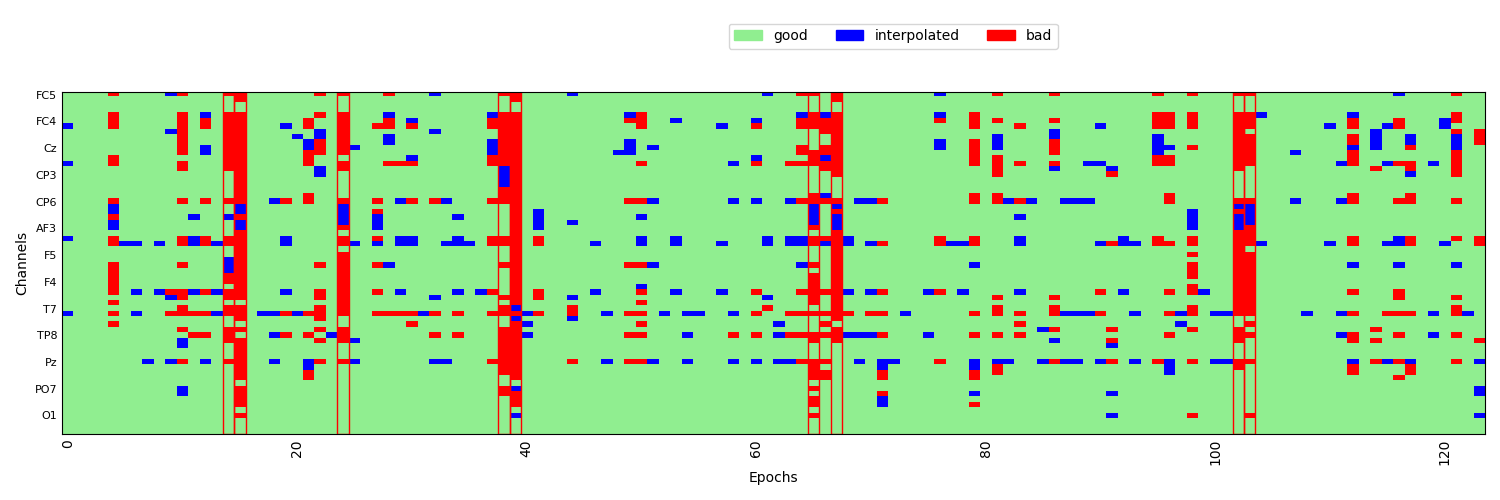 good interpolated bad
FC5
FC4
Cz
CP3
CP6
AF3
F5
F4
T7
TP8
Pz
PO7
O1
Channels
0 20 40 60 80 100 120
Epochs